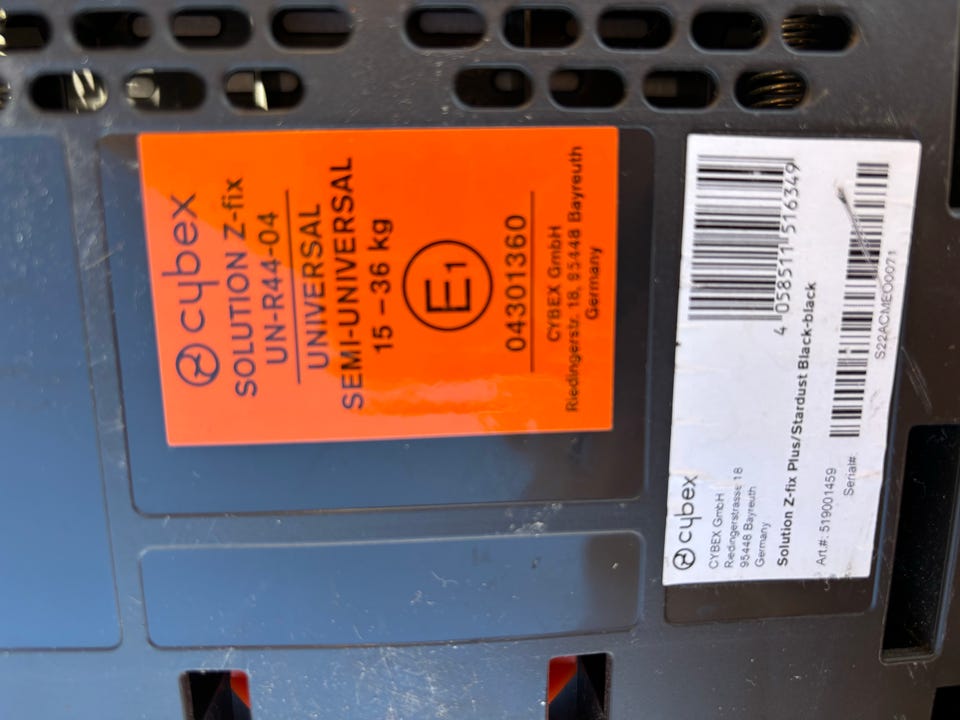 cybex
SOLUTION Z-fix
UN-R44-04
UNIVERSAL
SEMI-UNIVERSAL
15 – 36 kg
E1
04301360
CYBEX GmbH
Riedingerstr. 18, 95448 Bayreuth
Germany
cybex
CYBEX GmbH
Riedingerstrasse 18
95448 Bayreuth
Germany
4 058511 516349
Solution Z-fix Plus/Stardust Black-black
Art.#: 519001459
Serial#:
S22ACMEO0071